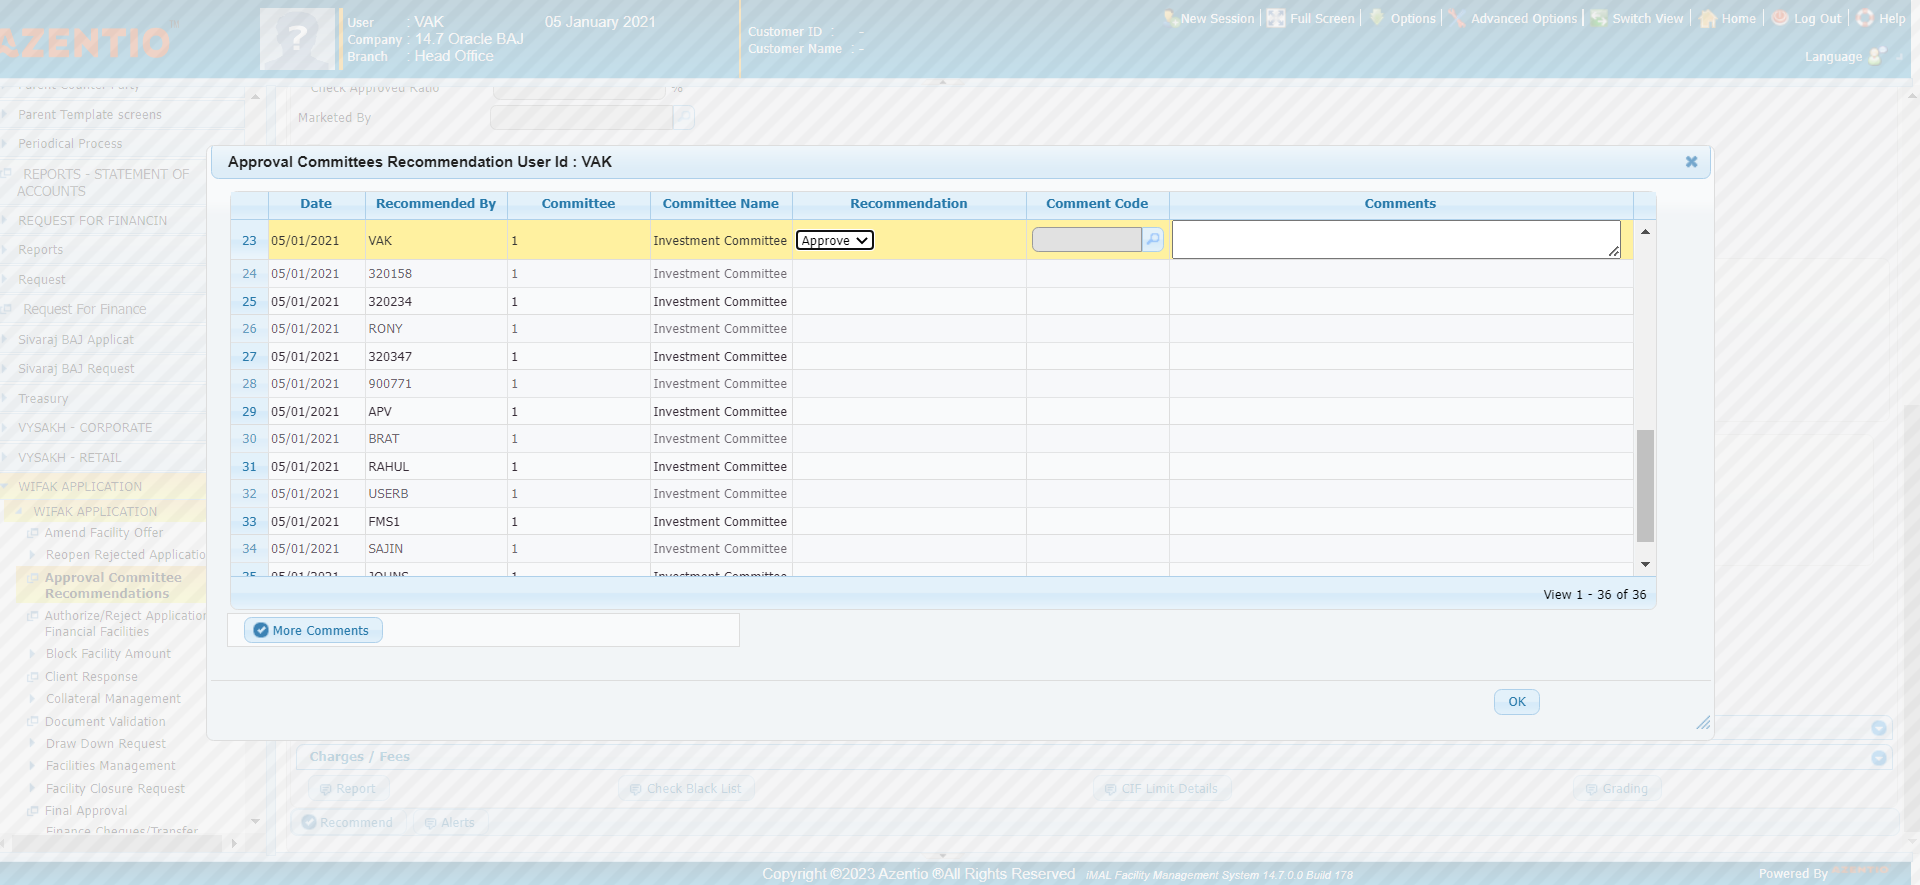 AZENTIO
User : VAK
Company : 14.7 Oracle BAJ
Branch : Head Office
05 January 2021
Customer ID : -
Customer Name : -
New Session
Full Screen
Options
Advanced Options
Switch View
Home
Log Out
Help
Language
Parent Counter Party
Parent Template screens
Periodical Process
REPORTS - STATEMENT OF
ACCOUNTS
REQUEST FOR FINANCIN
Reports
Request
Request For Finance
Sivaraj BAJ Applicat
Sivaraj BAJ Request
Treasury
VYSAKH - CORPORATE
VYSAKH - RETAIL
WIFAK APPLICATION
WIFAK APPLICATION
Amend Facility Offer
Reopen Rejected Applicatio
Approval Committee
Recommendations
Authorize/Reject Application
Financial Facilities
Block Facility Amount
Client Response
Collateral Management
Document Validation
Draw Down Request
Facilities Management
Facility Closure Request
Final Approval
Finance Cheques/Transfer
Check Approved Ratio %
Marketed By
Approval Committees Recommendation User Id : VAK
Date Recommended By Committee Committee Name Recommendation Comment Code Comments
23 05/01/2021 VAK 1 Investment Committee Approve
24 05/01/2021 320158 1 Investment Committee
25 05/01/2021 320234 1 Investment Committee
26 05/01/2021 RONY 1 Investment Committee
27 05/01/2021 320347 1 Investment Committee
28 05/01/2021 900771 1 Investment Committee
29 05/01/2021 APV 1 Investment Committee
30 05/01/2021 BRAT 1 Investment Committee
31 05/01/2021 RAHUL 1 Investment Committee
32 05/01/2021 USERB 1 Investment Committee
33 05/01/2021 FMS1 1 Investment Committee
34 05/01/2021 SAJIN 1 Investment Committee
35 05/01/2021 JOHNS 1 Investment Committee
View 1 - 36 of 36
More Comments
OK
Charges / Fees
Report
Check Black List
CIF Limit Details
Grading
Recommend
Alerts
Copyright ©2023 Azentio ®All Rights Reserved iMAL Facility Management System 14.7.0.0 Build 178
Powered By AZENTIO